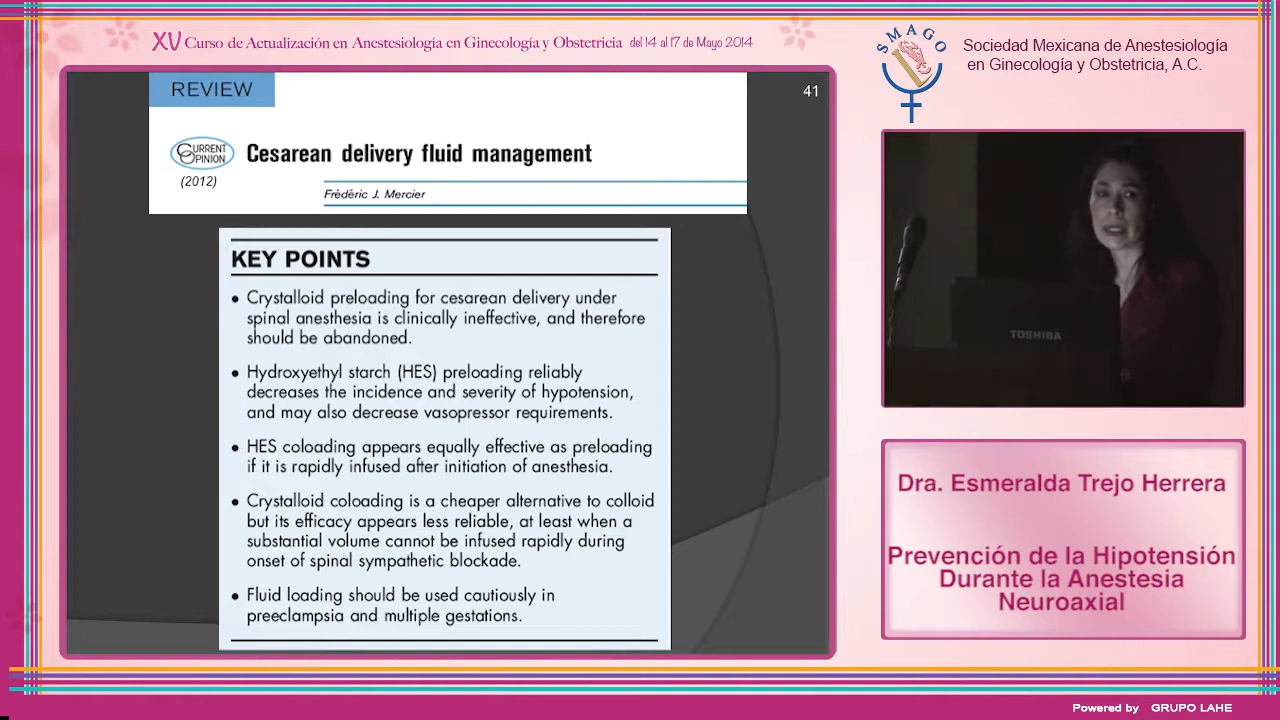 XV Curso de Actualización en Anestesiología en Ginecología y Obstetricia del 14 al 17 de Mayo 2014
SMAGO
Sociedad Mexicana de Anestesiología
en Ginecología y Obstetricia, A.C.
REVIEW
41
CURRENT
OPINION
Cesarean delivery fluid management
(2012)
Frédéric J. Mercier
KEY POINTS
• Crystalloid preloading for cesarean delivery under
spinal anesthesia is clinically ineffective, and therefore
should be abandoned.
• Hydroxyethyl starch (HES) preloading reliably
decreases the incidence and severity of hypotension,
and may also decrease vasopressor requirements.
• HES coloading appears equally effective as preloading
if it is rapidly infused after initiation of anesthesia.
• Crystalloid coloading is a cheaper alternative to colloid
but its efficacy appears less reliable, at least when a
substantial volume cannot be infused rapidly during
onset of spinal sympathetic blockade.
• Fluid loading should be used cautiously in
preeclampsia and multiple gestations.
TOSHIBA
Dra. Esmeralda Trejo Herrera
Prevención de la Hipotensión
Durante la Anestesia
Neuroaxial
Powered by GRUPO LAHE